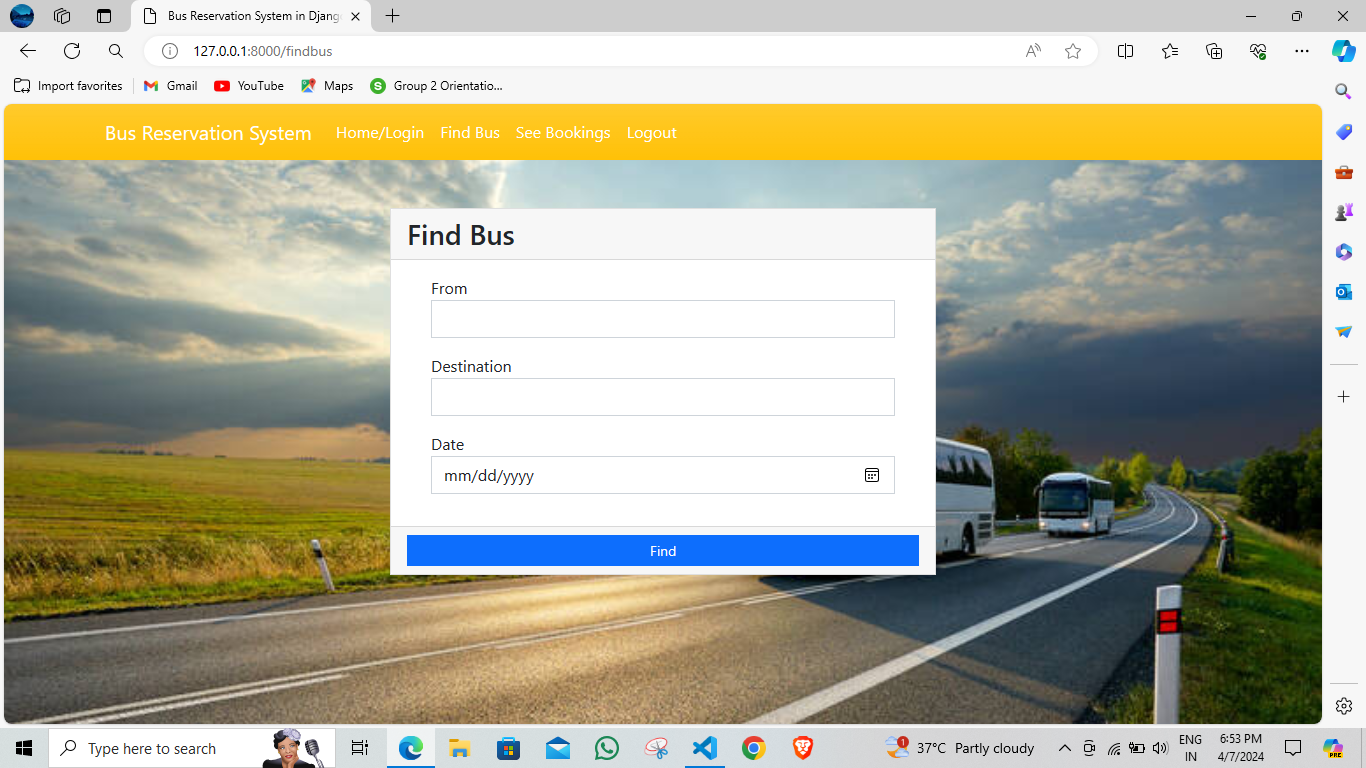 Bus Reservation System in Djang
127.0.0.1:8000/findbus
Import favorites
Gmail
YouTube
Maps
Group 2 Orientatio...
Bus Reservation System
Home/Login
Find Bus
See Bookings
Logout
Find Bus
From
Destination
Date
mm/dd/yyyy
Find
Type here to search
1
37°C Partly cloudy
ENG
IN
6:53 PM
4/7/2024
PRE